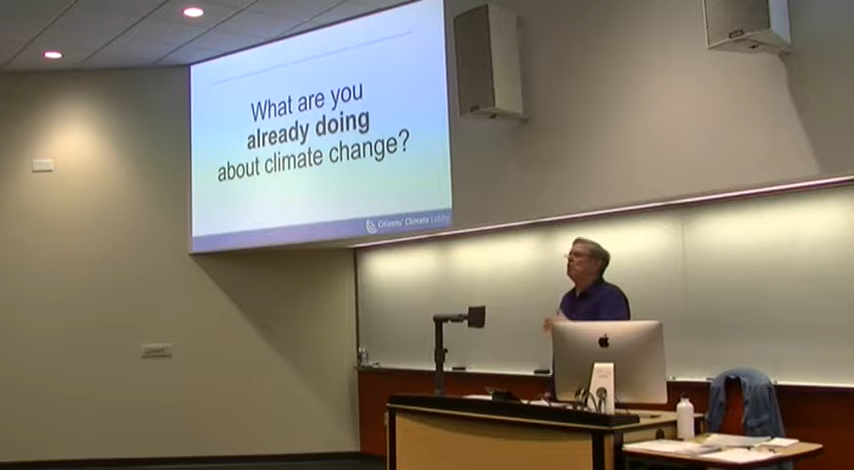 What are you
already doing
about climate change?
Citizens' Climate Lobby